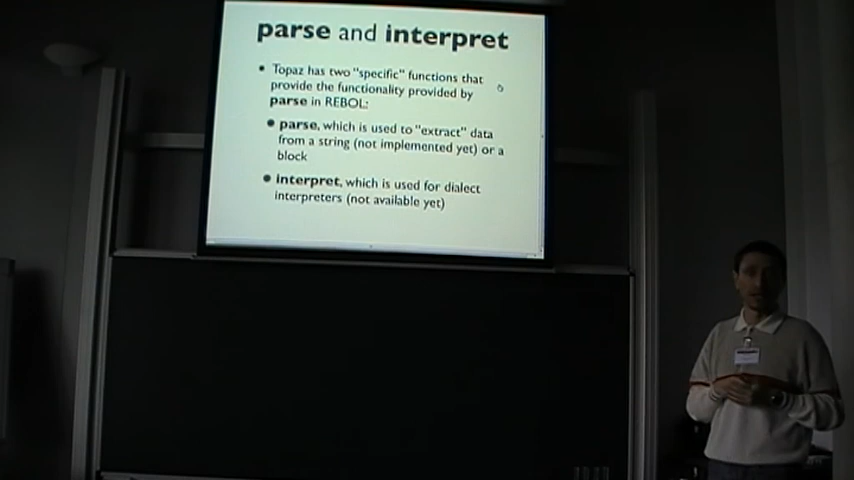 parse and interpret
• Topaz has two "specific" functions that
provide the functionality provided by
parse in REBOL:
• parse, which is used to "extract" data
from a string (not implemented yet) or a
block
• interpret, which is used for dialect
interpreters (not available yet)